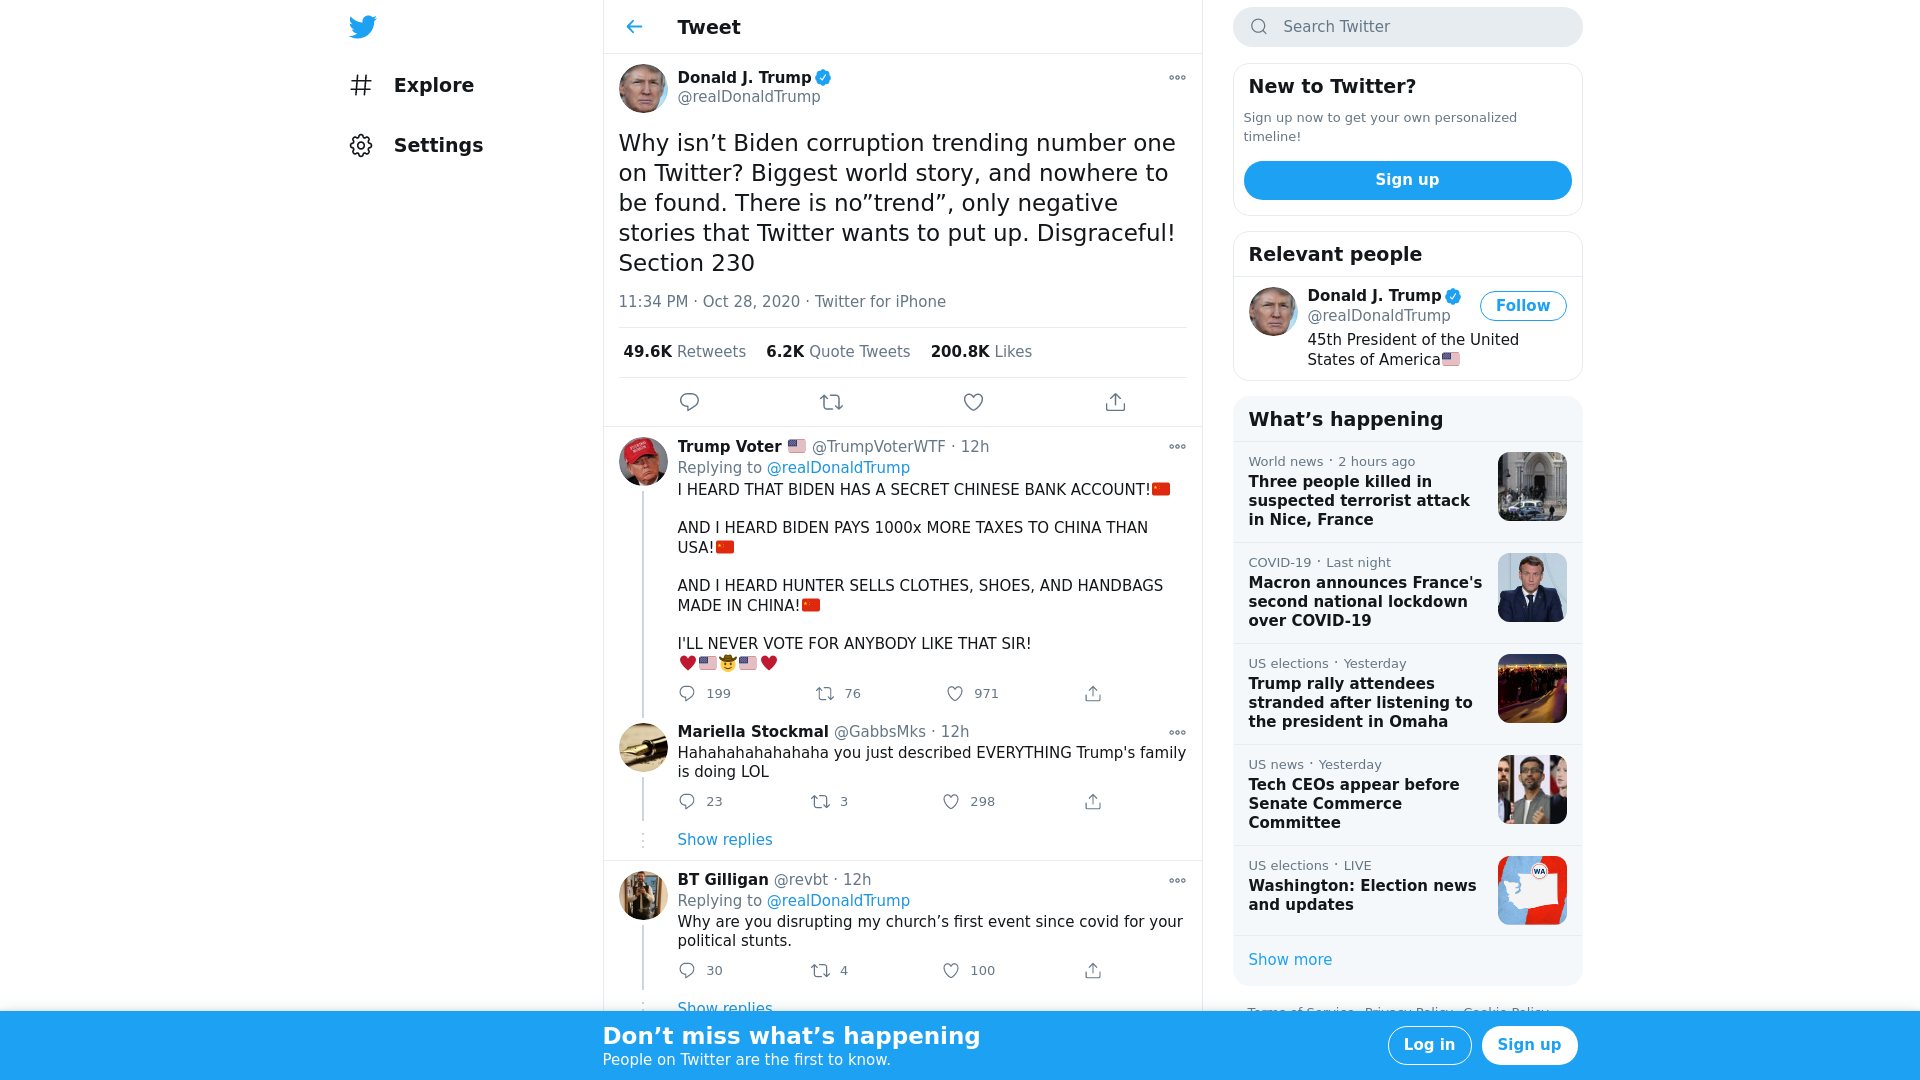 Explore
Settings
Tweet
Donald J. Trump
@realDonaldTrump
Why isn’t Biden corruption trending number one
on Twitter? Biggest world story, and nowhere to
be found. There is no”trend”, only negative
stories that Twitter wants to put up. Disgraceful!
Section 230
11:34 PM · Oct 28, 2020 · Twitter for iPhone
49.6K Retweets 6.2K Quote Tweets 200.8K Likes
Trump Voter 🇺🇸 @TrumpVoterWTF · 12h
Replying to @realDonaldTrump
I HEARD THAT BIDEN HAS A SECRET CHINESE BANK ACCOUNT!🇨🇳
AND I HEARD BIDEN PAYS 1000x MORE TAXES TO CHINA THAN
USA!🇨🇳
AND I HEARD HUNTER SELLS CLOTHES, SHOES, AND HANDBAGS
MADE IN CHINA!🇨🇳
I'LL NEVER VOTE FOR ANYBODY LIKE THAT SIR!
♥️🇺🇸🤠🇺🇸♥️
199 76 971
Mariella Stockmal @GabbsMks · 12h
Hahahahahahahaha you just described EVERYTHING Trump's family
is doing LOL
23 3 298
Show replies
BT Gilligan @revbt · 12h
Replying to @realDonaldTrump
Why are you disrupting my church’s first event since covid for your
political stunts.
30 4 100
Show replies
Search Twitter
New to Twitter?
Sign up now to get your own personalized
timeline!
Sign up
Relevant people
Donald J. Trump
@realDonaldTrump
Follow
45th President of the United
States of America🇺🇸
What’s happening
World news · 2 hours ago
Three people killed in
suspected terrorist attack
in Nice, France
COVID-19 · Last night
Macron announces France's
second national lockdown
over COVID-19
US elections · Yesterday
Trump rally attendees
stranded after listening to
the president in Omaha
US news · Yesterday
Tech CEOs appear before
Senate Commerce
Committee
US elections · LIVE
Washington: Election news
and updates
WA
Show more
Terms of Service Privacy Policy Cookie Policy
Don’t miss what’s happening
People on Twitter are the first to know.
Log in
Sign up